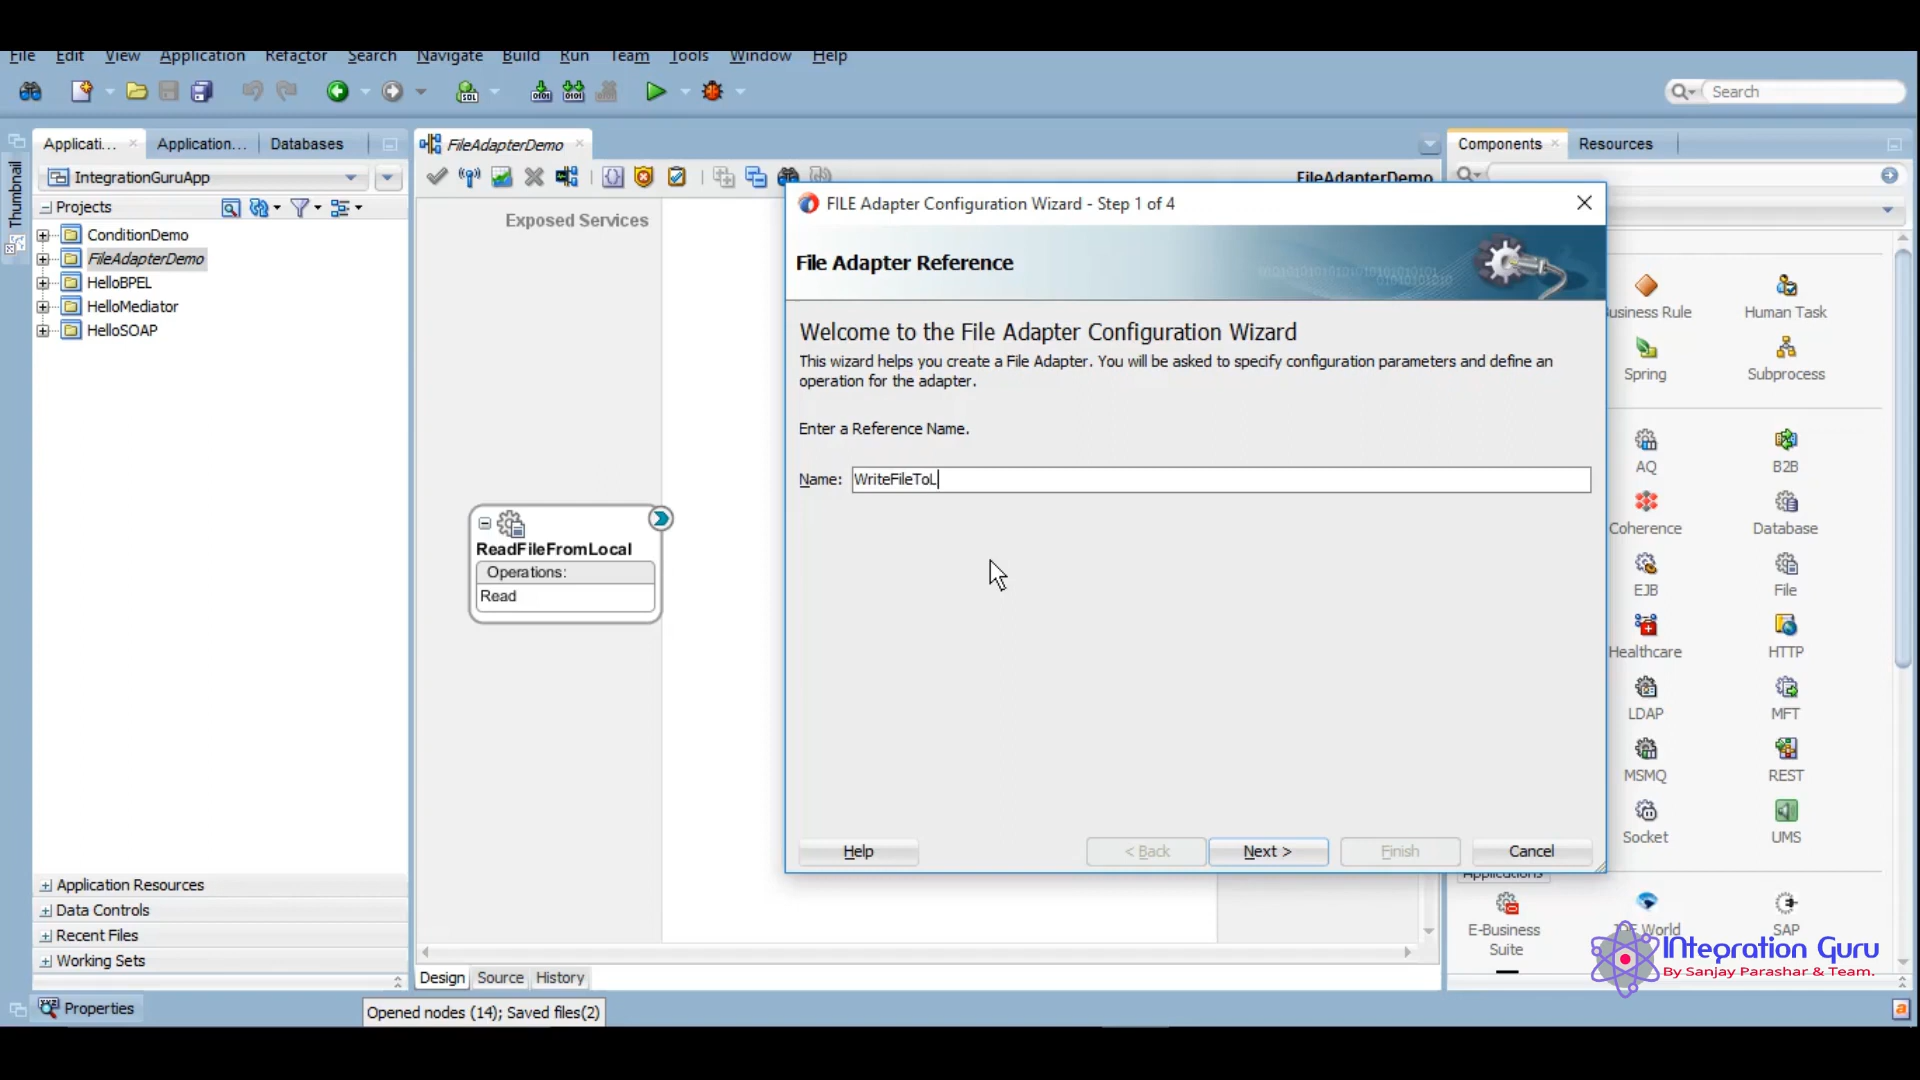 File Edit View Application Refactor Search Navigate Build Run Team Tools Window Help
Search
Applicati... Application... Databases
FileAdapterDemo
Components Resources
Thumbnail
IntegrationGuruApp
FileAdapterDemo
Projects
ConditionDemo
FileAdapterDemo
HelloBPEL
HelloMediator
HelloSOAP
Exposed Services
ReadFileFromLocal
Operations:
Read
FILE Adapter Configuration Wizard - Step 1 of 4
File Adapter Reference
Welcome to the File Adapter Configuration Wizard
This wizard helps you create a File Adapter. You will be asked to specify configuration parameters and define an
operation for the adapter.
Enter a Reference Name.
Name: WriteFileToL
Help < Back Next > Finish Cancel
usiness Rule Human Task
Spring Subprocess
AQ B2B
Coherence Database
EJB File
Healthcare HTTP
LDAP MFT
MSMQ REST
Socket UMS
Applications
E-Business
Suite
World
SAP
Application Resources
Data Controls
Recent Files
Working Sets
Design Source History
Properties
Opened nodes (14); Saved files(2)
INtegration Guru
By Sanjay Parashar & Team.